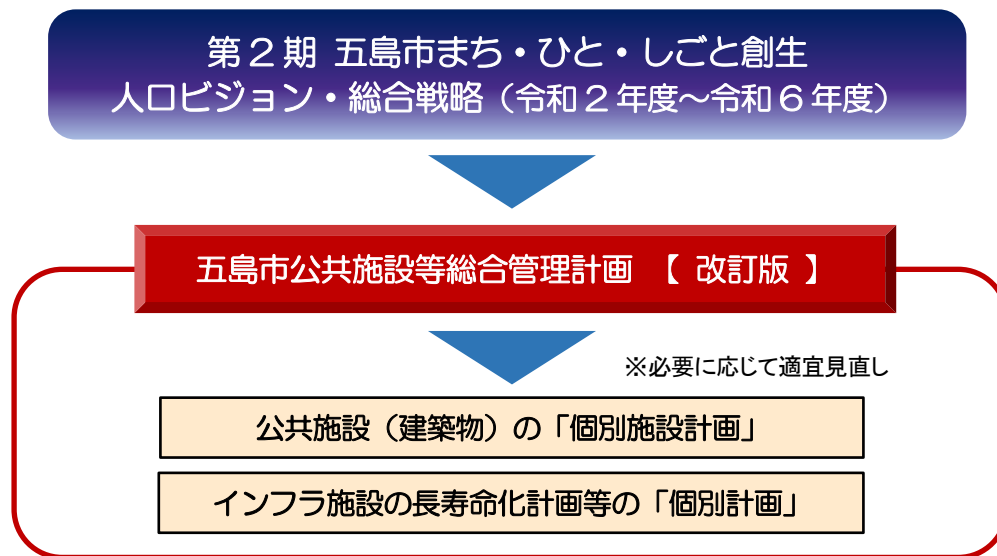 第２期 五島市まち・ひと・しごと創生
人口ビジョン・総合戦略（令和２年度～令和６年度）
五島市公共施設等総合管理計画 【 改訂版 】
※必要に応じて適宜見直し
公共施設（建築物）の「個別施設計画」
インフラ施設の長寿命化計画等の「個別計画」